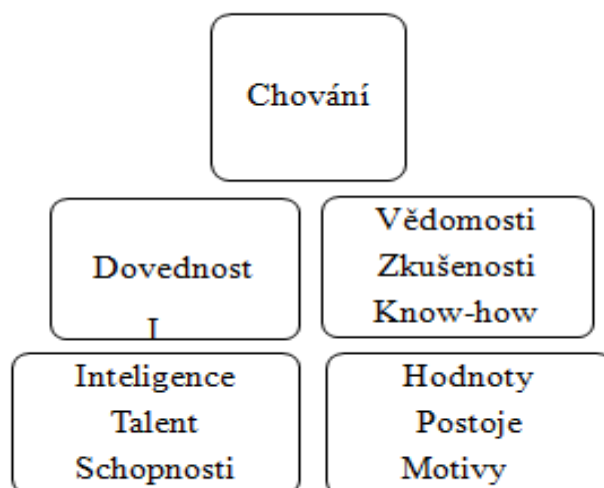 Chování
Dovednost
I
Vědomosti
Zkušenosti
Know-how
Inteligence
Talent
Schopnosti
Hodnoty
Postoje
Motivy